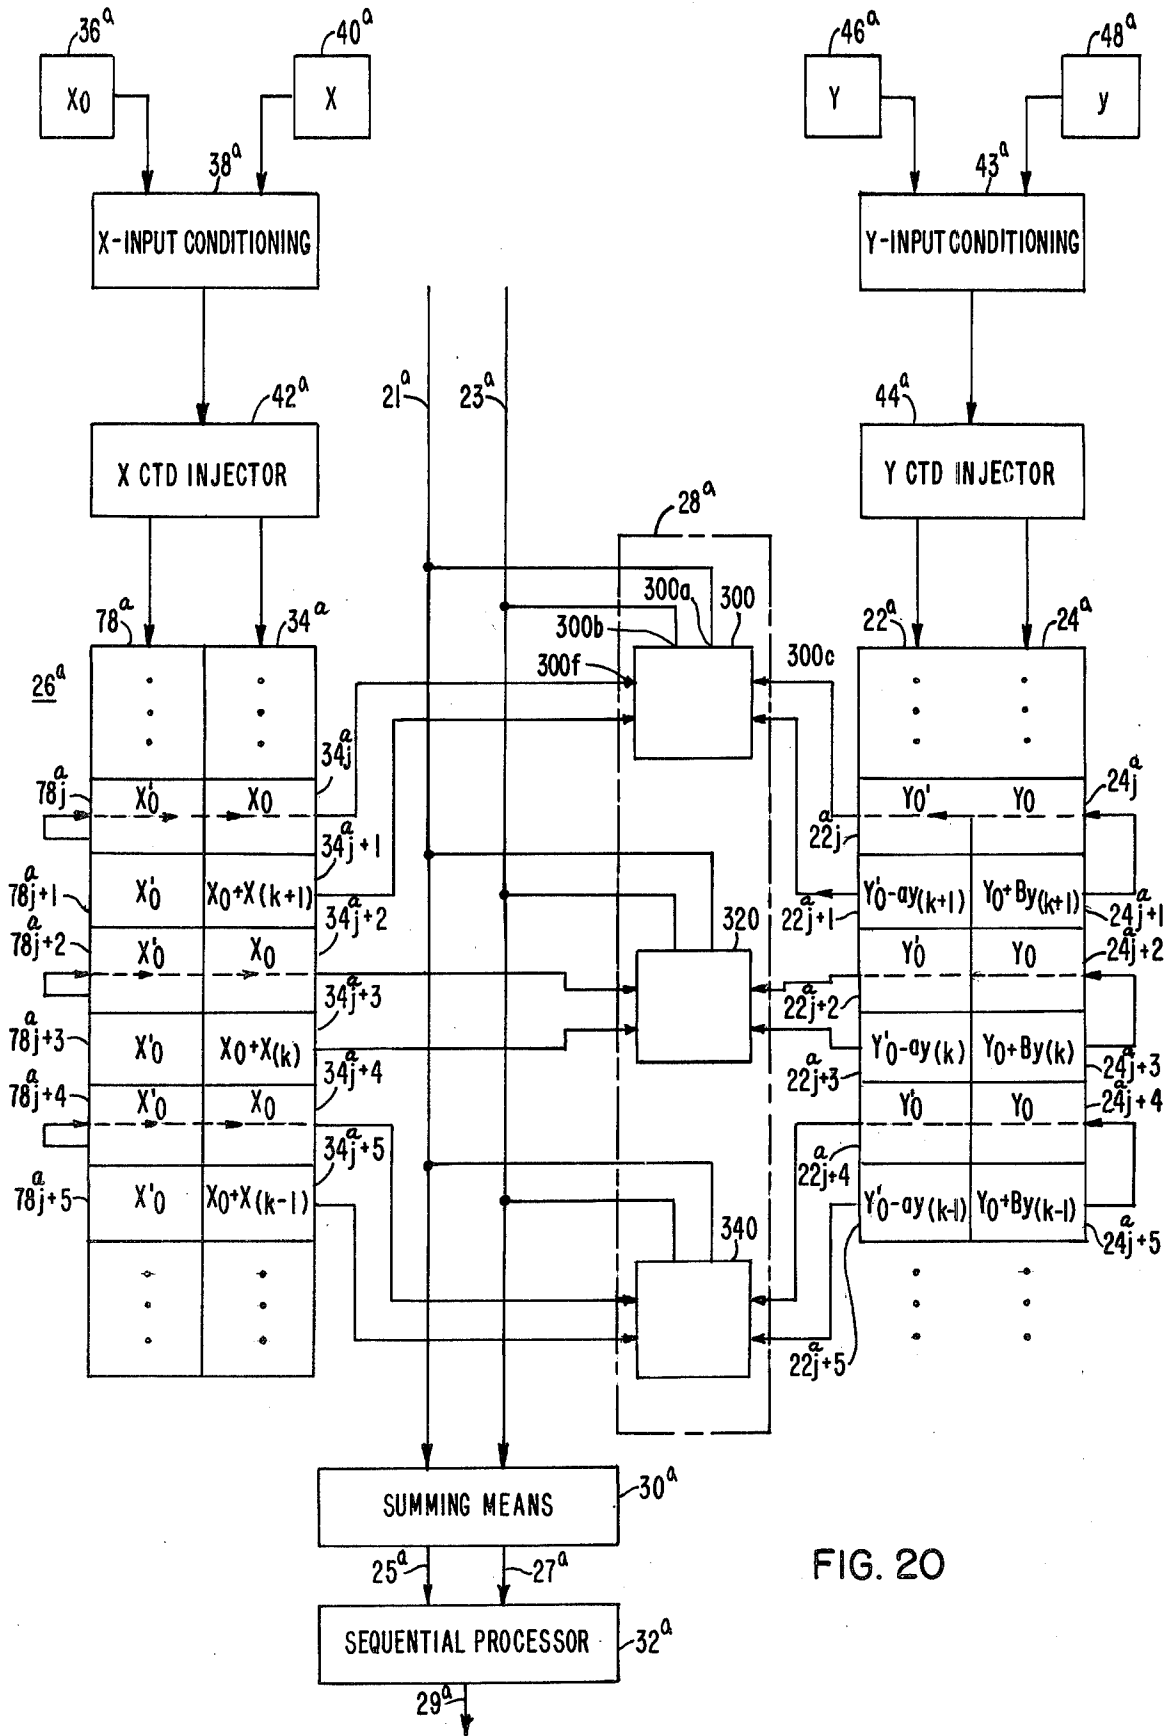 36a
40a
46a
48a
X0
X
Y
y
38a
43a
X-INPUT CONDITIONING
Y-INPUT CONDITIONING
21a
23a
42a
44a
X CTD INJECTOR
Y CTD INJECTOR
28a
300a
300
300b
300f
300c
78a
34a
22a
24a
26a
78aj
X'0
X0
34aj
Y0'
Y0
24aj
22aj
34aj+1
78aj+1
X'0
X0+X(k+1)
Y'0-ay(k+1)
Y0+By(k+1)
22aj+1
24aj+1
34aj+2
78aj+2
X'0
X0
320
Y'0
Y0
24aj+2
22aj+2
34aj+3
78aj+3
X'0
X0+X(k)
Y'0-ay(k)
Y0+By(k)
22aj+3
24aj+3
34aj+4
78aj+4
X'0
X0
Y'0
Y0
24aj+4
22aj+4
34aj+5
78aj+5
X'0
X0+X(k-1)
Y'0-ay(k-1)
Y0+By(k-1)
24aj+5
340
22aj+5
SUMMING MEANS
30a
25a
27a
SEQUENTIAL PROCESSOR
32a
29a
FIG. 20